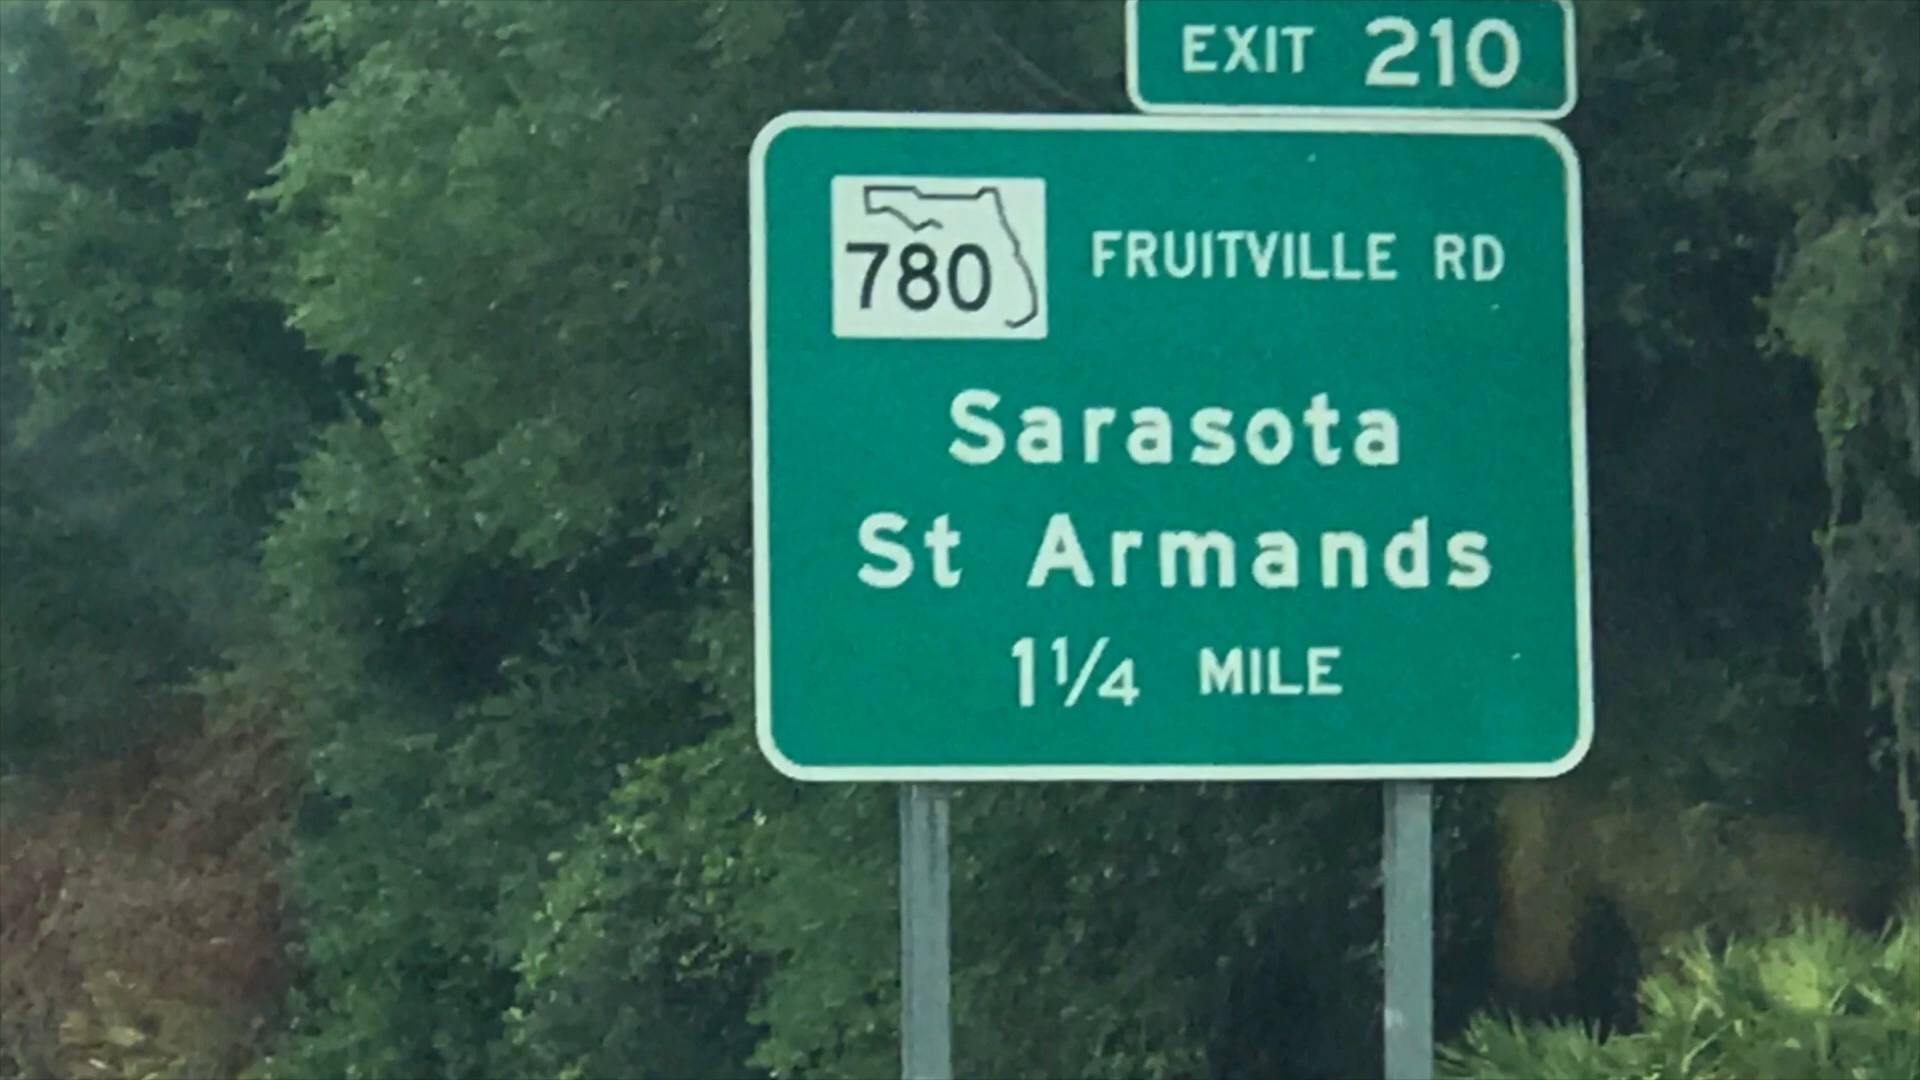 EXIT 210
780 FRUITVILLE RD
Sarasota
St Armands
1¼ MILE